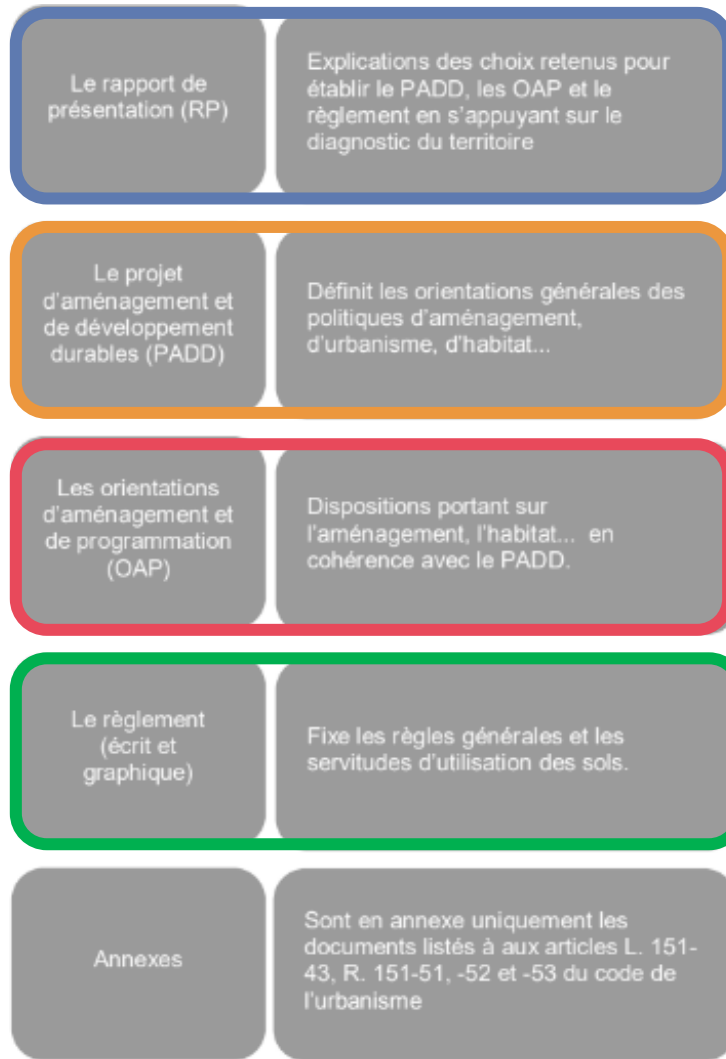 Le rapport de
présentation (RP)
Explications des choix retenus pour
établir le PADD, les OAP et le
règlement en s'appuyant sur le
diagnostic du territoire
Le projet
d'aménagement et
de développement
durables (PADD)
Définit les orientations générales des
politiques d'aménagement,
d'urbanisme, d'habitat...
Les orientations
d'aménagement et
de programmation
(OAP)
Dispositions portant sur
l'aménagement, l'habitat... en
cohérence avec le PADD.
Le règlement
(écrit et
graphique)
Fixe les règles générales et les
servitudes d'utilisation des sols.
Annexes
Sont en annexe uniquement les
documents listés à aux articles L. 151-
43, R. 151-51, -52 et -53 du code de
l'urbanisme